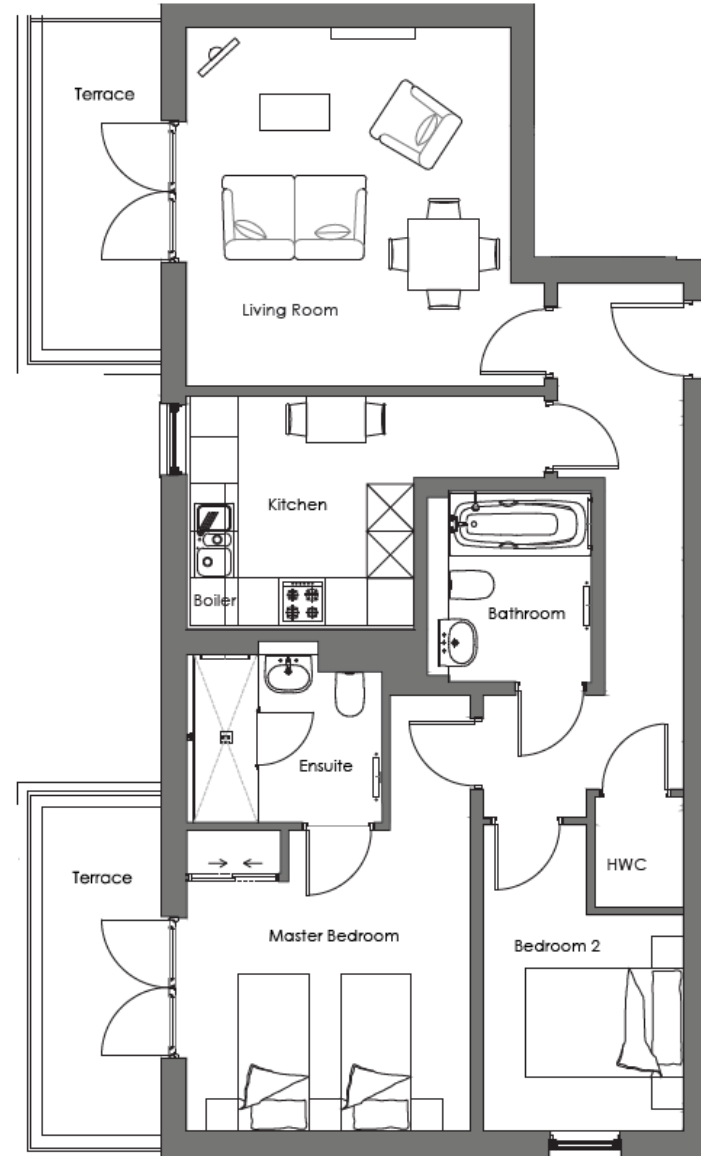 Terrace
Living Room
Kitchen
Boiler
Bathroom
Ensuite
Terrace
HWC
Master Bedroom
Bedroom 2